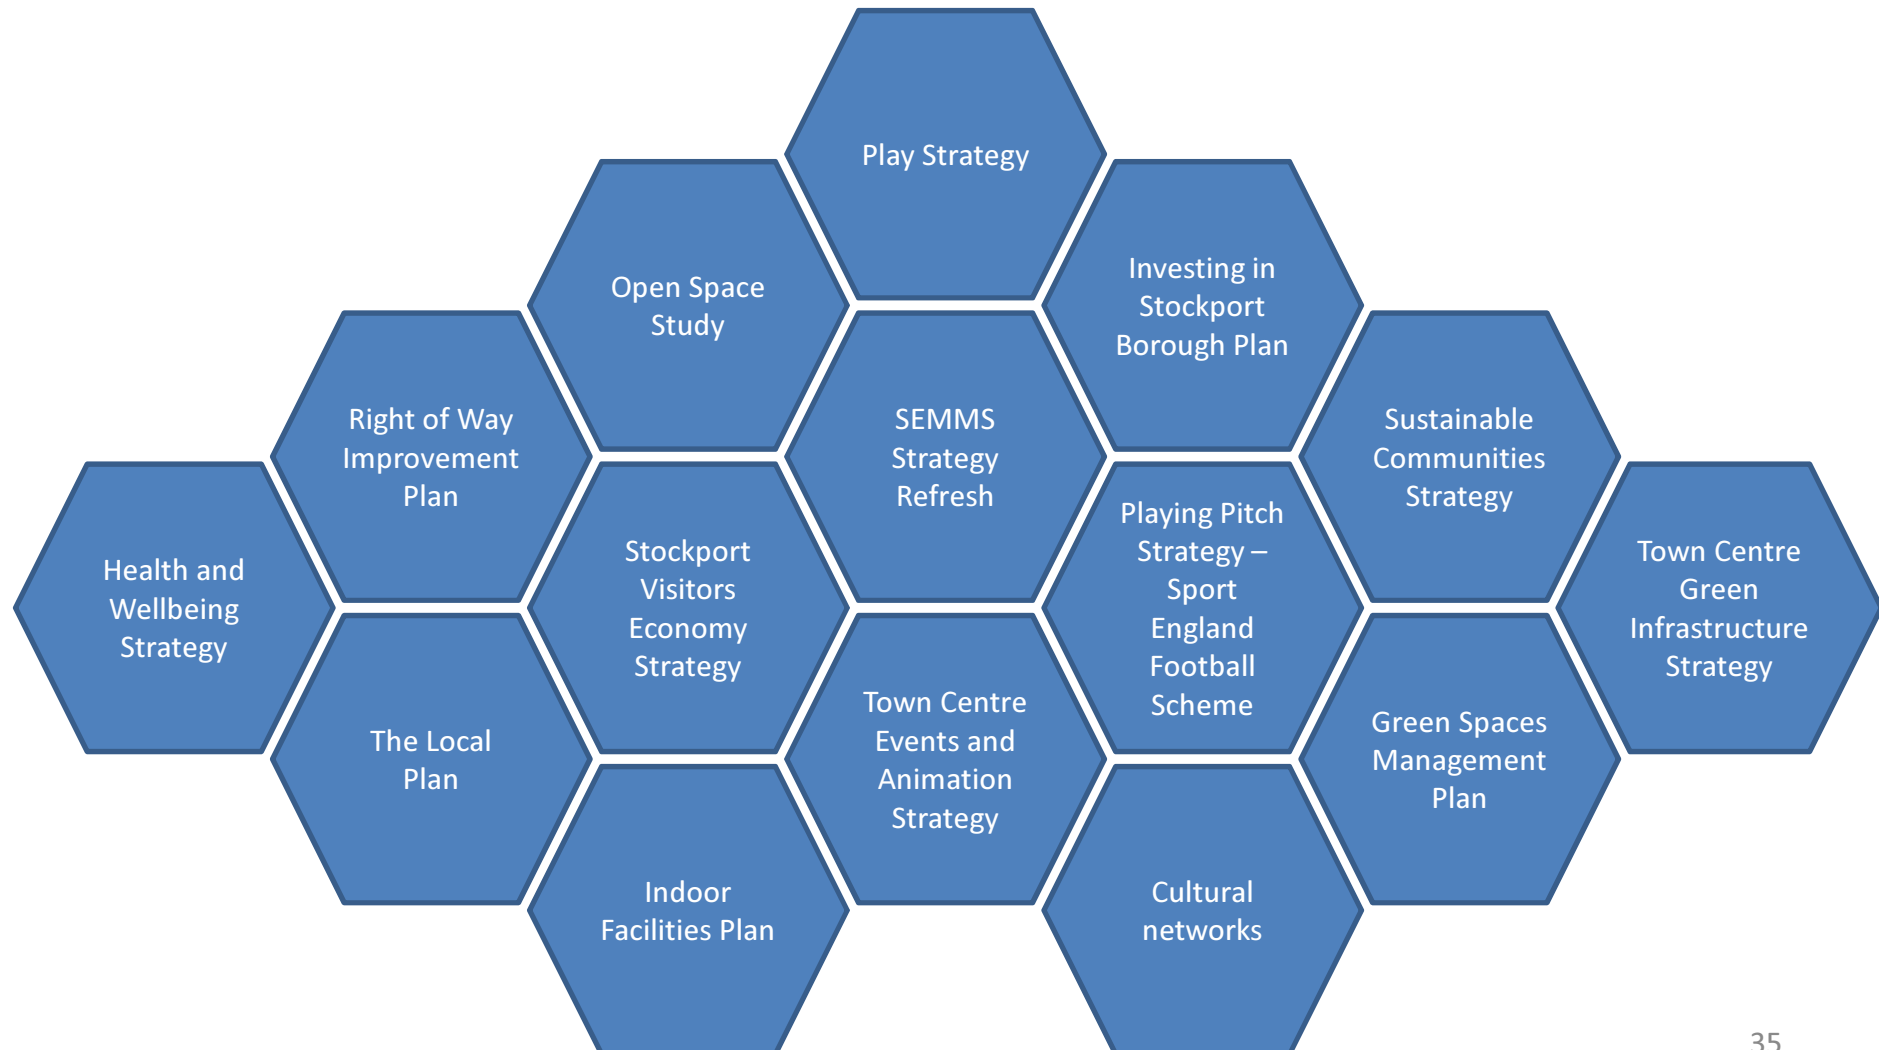 Play Strategy
Open Space
Study
Investing in
Stockport
Borough Plan
Right of Way
Improvement
Plan
SEMMS
Strategy
Refresh
Sustainable
Communities
Strategy
Health and
Wellbeing
Strategy
Stockport
Visitors
Economy
Strategy
Playing Pitch
Strategy –
Sport
England
Football
Scheme
Town Centre
Green
Infrastructure
Strategy
The Local
Plan
Town Centre
Events and
Animation
Strategy
Green Spaces
Management
Plan
Indoor
Facilities Plan
Cultural
networks
35